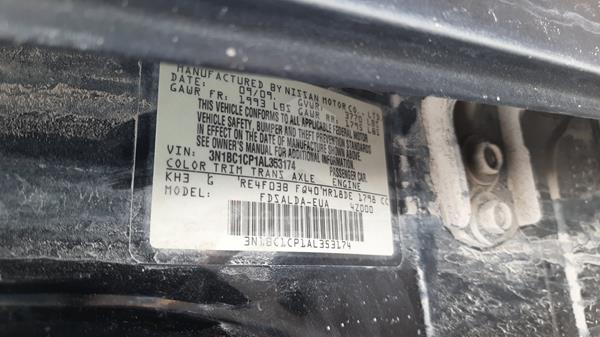 MANUFACTURED BY NISSAN MOTOR CO., LTD.
DATE: 09/09 GVWR: 3770 LBS
GAWR FR: 1993 LBS GAWR RR: 1795 LBS
THIS VEHICLE CONFORMS TO ALL APPLICABLE FEDERAL MOTOR
VEHICLE SAFETY, BUMPER AND THEFT PREVENTION STANDARDS
IN EFFECT ON THE DATE OF MANUFACTURE SHOWN ABOVE.
SEE OWNER'S MANUAL FOR ADDITIONAL INFORMATION.
VIN: 3N1BC1CP1AL353174 PASSENGER CAR
COLOR TRIM TRANS AXLE ENGINE
KH3 G RE4F03B FQ40 MR18DE 1798 CC
MODEL: FDSALDA-EUA 4Z000
3N1BC1CP1AL353174